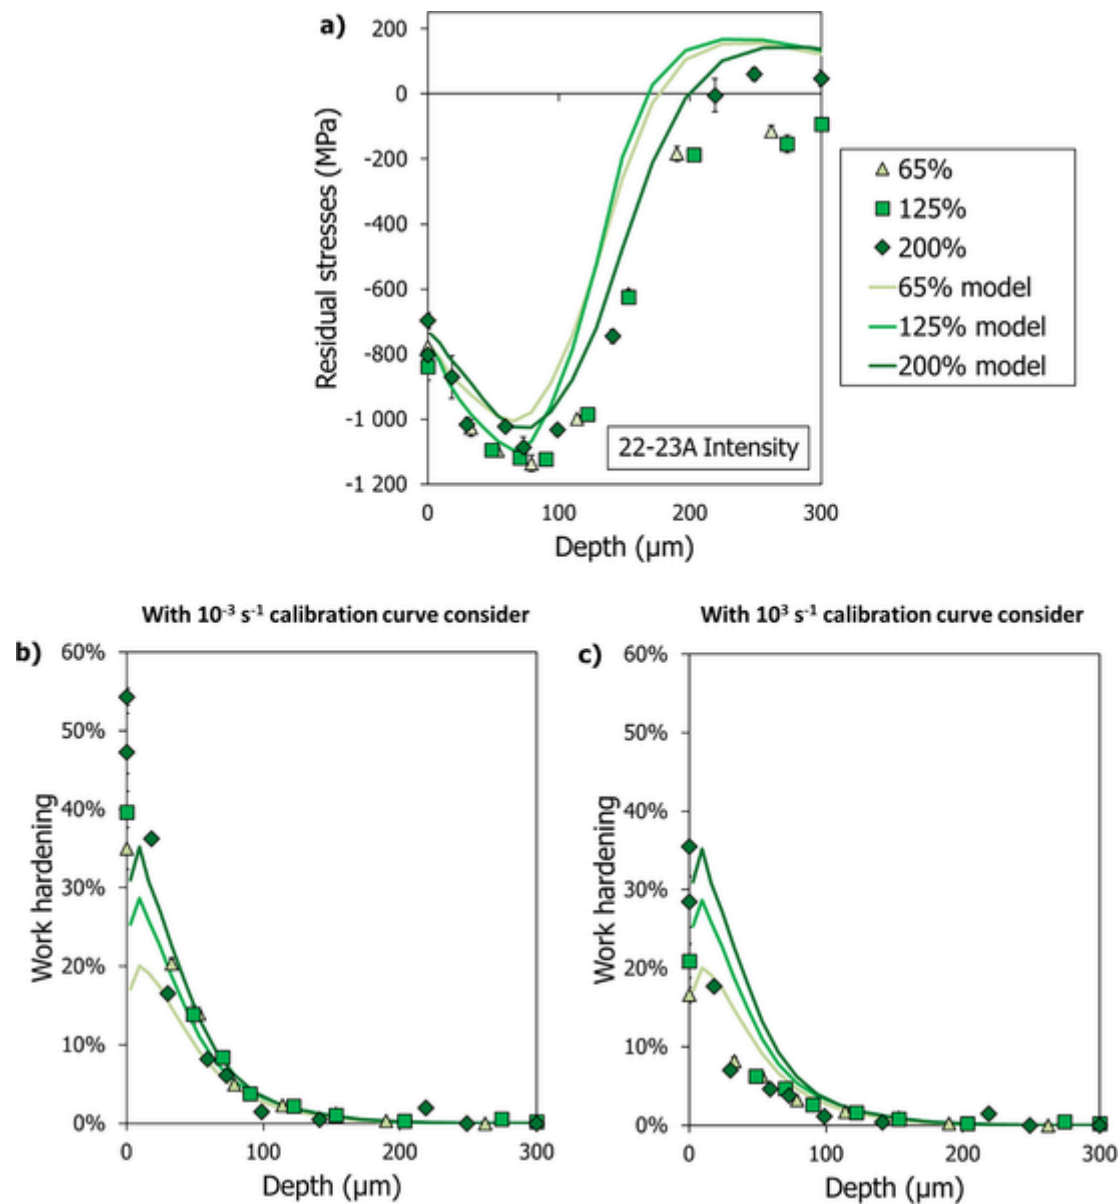 a)
200
0
-200
-400
-600
-800
-1 000
-1 200
Residual stresses (MPa)
0
100
200
300
Depth (µm)
22-23A Intensity
65%
125%
200%
65% model
125% model
200% model
With 10⁻³ s⁻¹ calibration curve consider
b)
60%
50%
40%
30%
20%
10%
0%
Work hardening
0
100
200
300
Depth (µm)
With 10³ s⁻¹ calibration curve consider
c)
60%
50%
40%
30%
20%
10%
0%
Work hardening
0
100
200
300
Depth (µm)